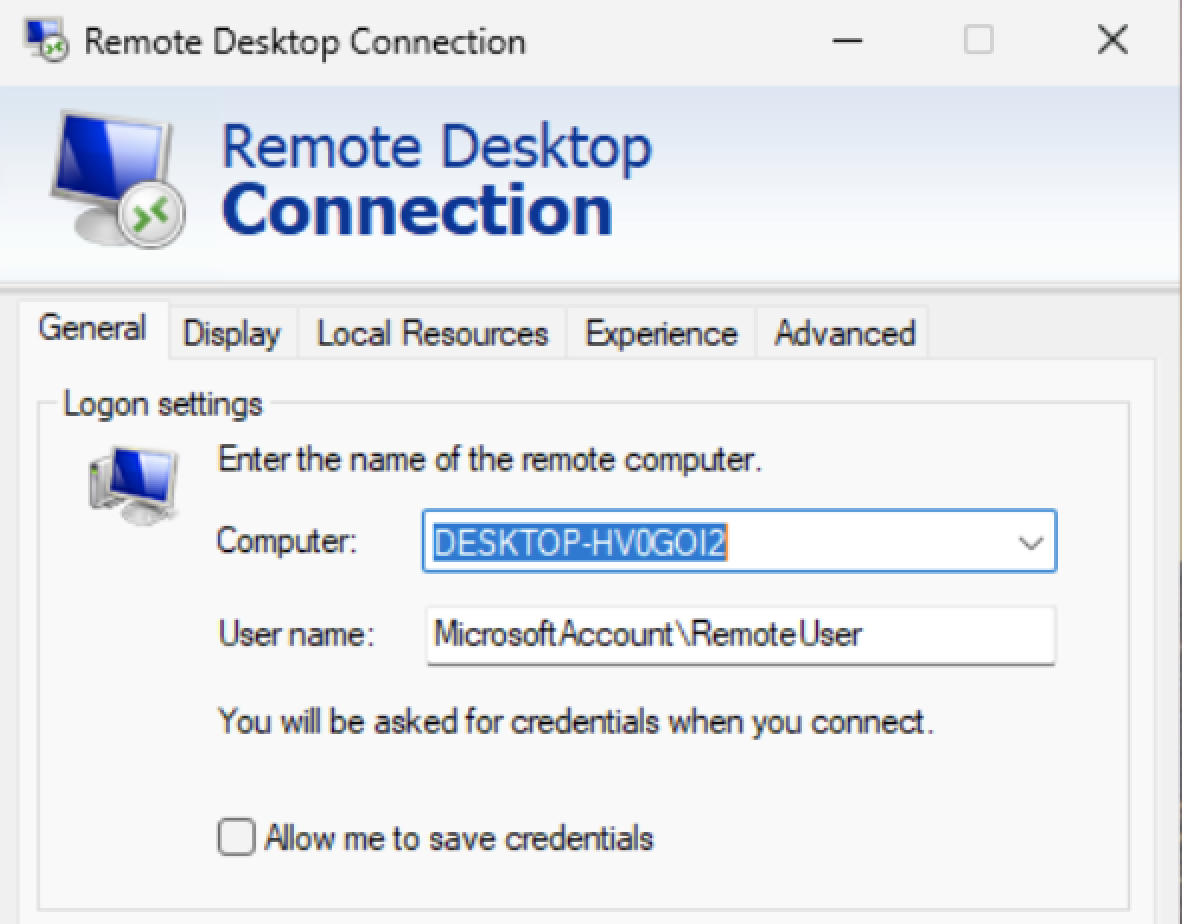 Remote Desktop Connection
Remote Desktop
Connection
General Display Local Resources Experience Advanced
Logon settings
Enter the name of the remote computer.
Computer: DESKTOP-HV0GOI2
User name: MicrosoftAccount\RemoteUser
You will be asked for credentials when you connect.
Allow me to save credentials